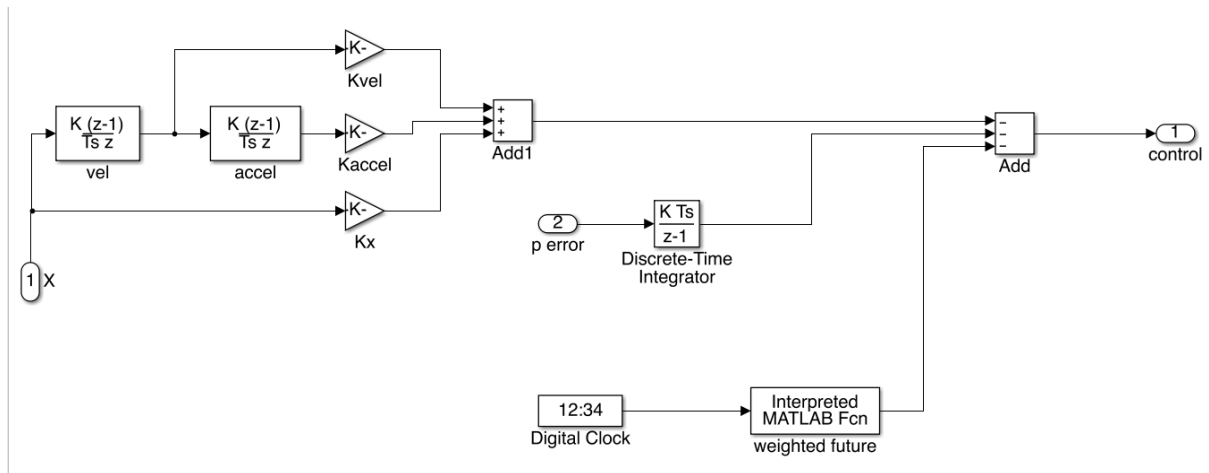 K-
Kvel
K (z-1)
Ts z
vel
K (z-1)
Ts z
accel
K-
Kaccel
+
+
+
Add1
K-
Kx
1
X
2
p error
K Ts
z-1
Discrete-Time
Integrator
12:34
Digital Clock
Interpreted
MATLAB Fcn
weighted future
−
−
−
Add
1
control